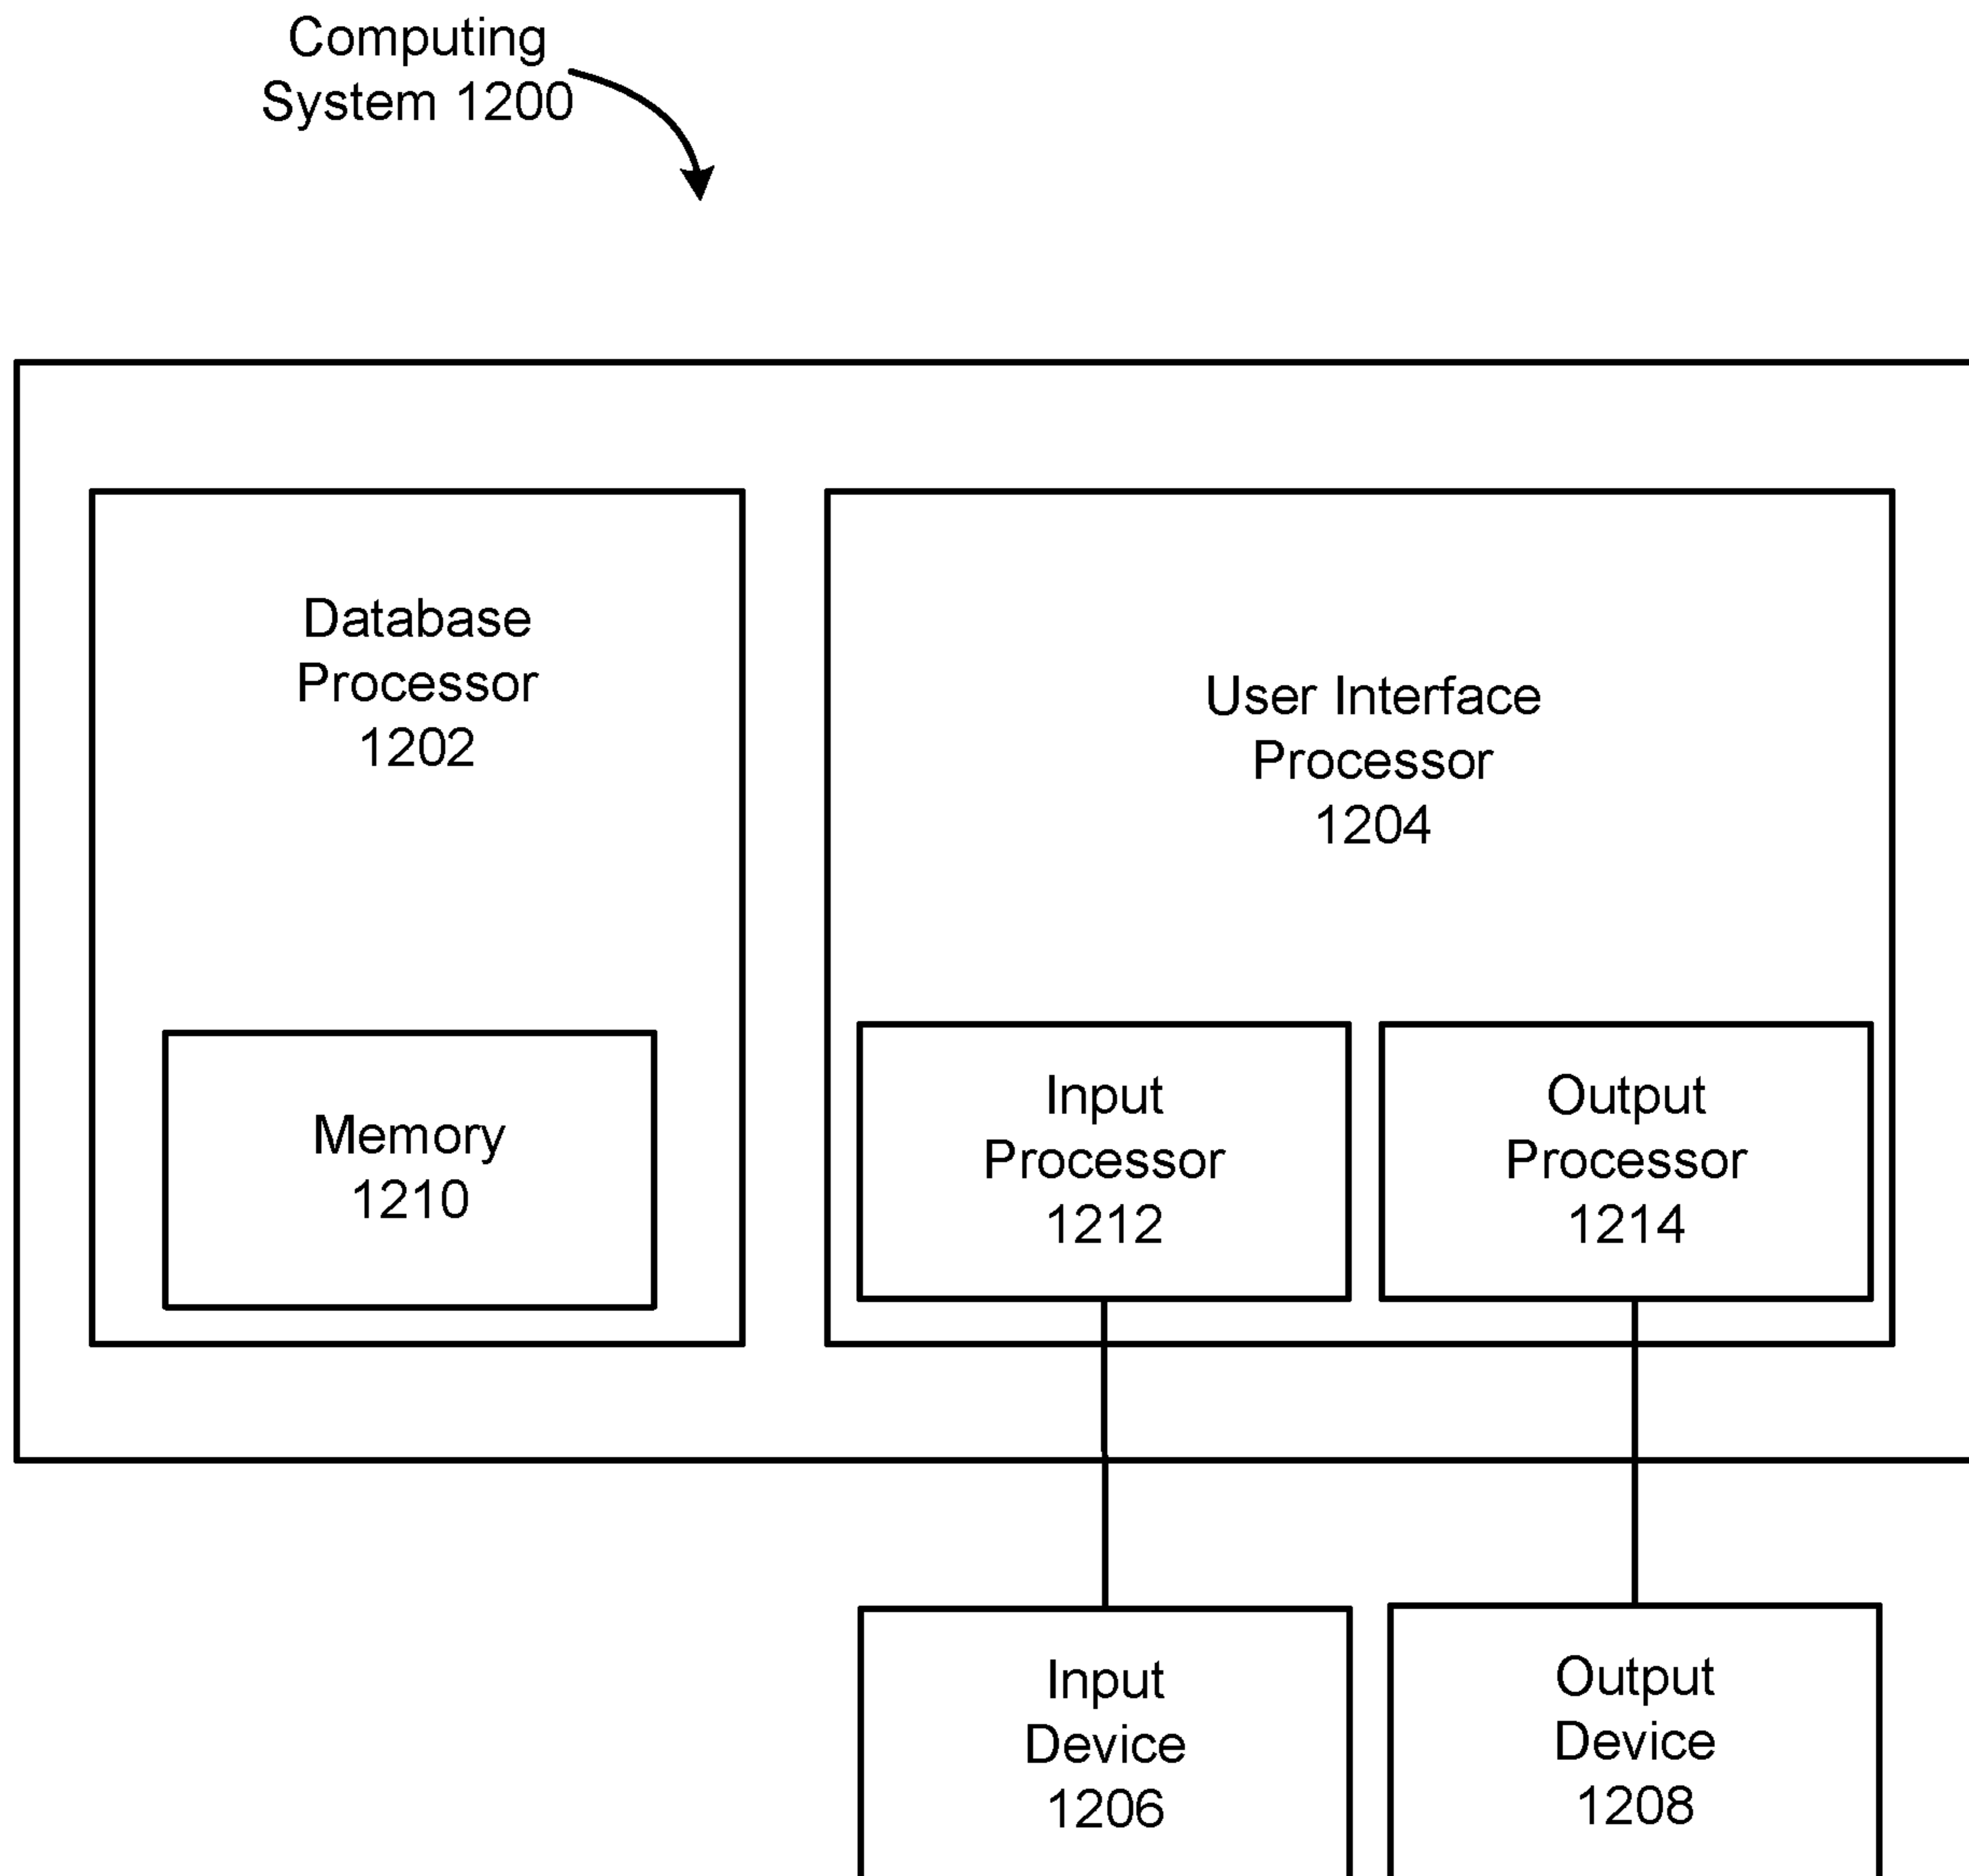 Computing
System 1200
Database
Processor
1202
User Interface
Processor
1204
Memory
1210
Input
Processor
1212
Output
Processor
1214
Input
Device
1206
Output
Device
1208